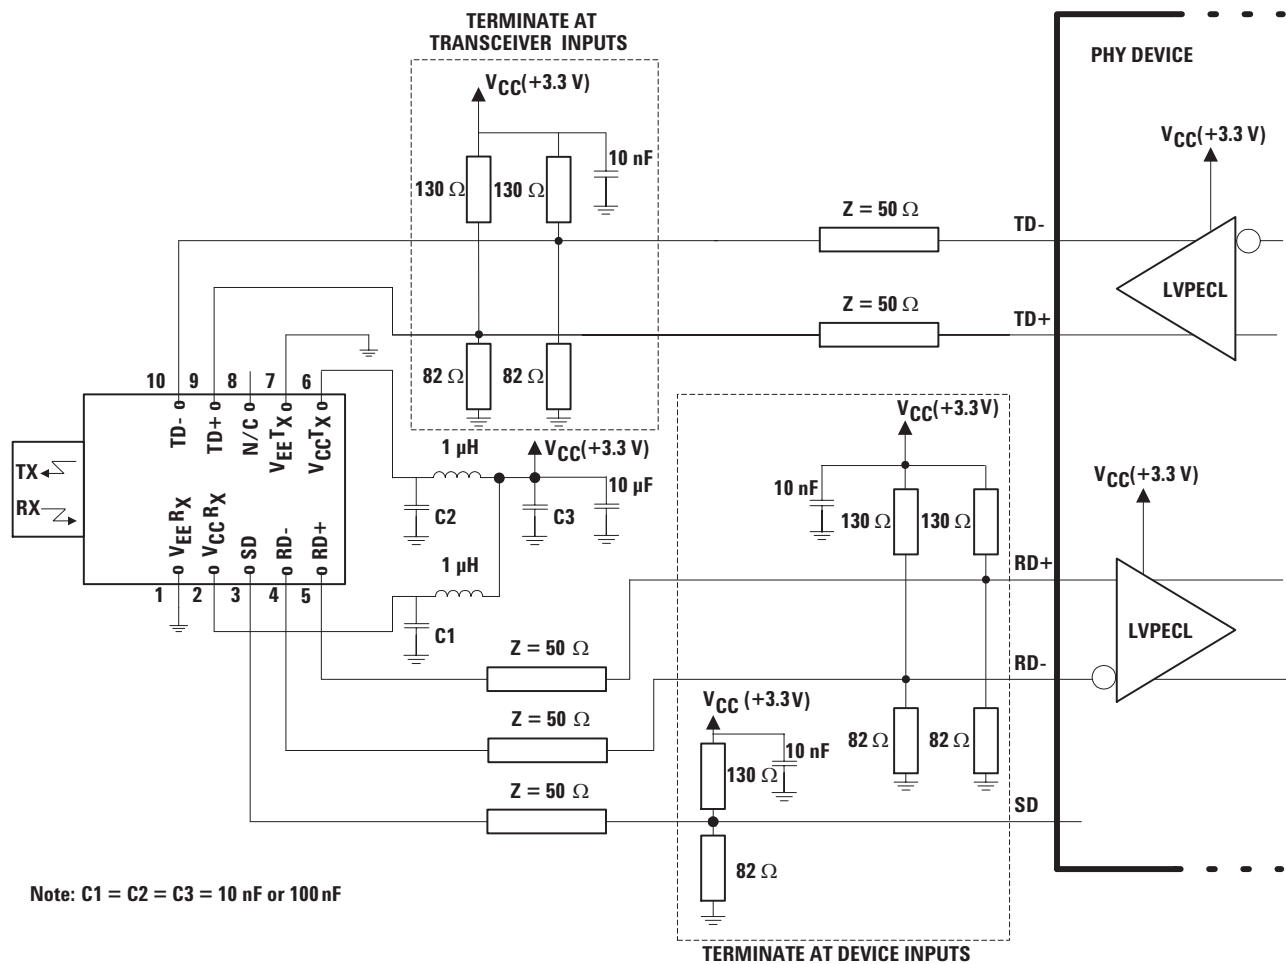 TERMINATE AT
TRANSCEIVER INPUTS
PHY DEVICE
VCC(+3.3 V)
VCC(+3.3 V)
10 nF
130 Ω
130 Ω
Z = 50 Ω
TD-
LVPECL
Z = 50 Ω
TD+
82 Ω
82 Ω
10
9
8
7
6
TD-
TD+
N/C
VEETX
VCCTX
TX
RX
VEERX
VCCRX
SD
RD-
RD+
1
2
3
4
5
1 µH
VCC(+3.3 V)
10 µF
C2
C3
1 µH
C1
VCC(+3.3V)
VCC(+3.3 V)
10 nF
130 Ω
130 Ω
RD+
LVPECL
Z = 50 Ω
RD-
VCC (+3.3V)
Z = 50 Ω
10 nF
82 Ω
82 Ω
130 Ω
Z = 50 Ω
SD
82 Ω
Note: C1 = C2 = C3 = 10 nF or 100 nF
TERMINATE AT DEVICE INPUTS